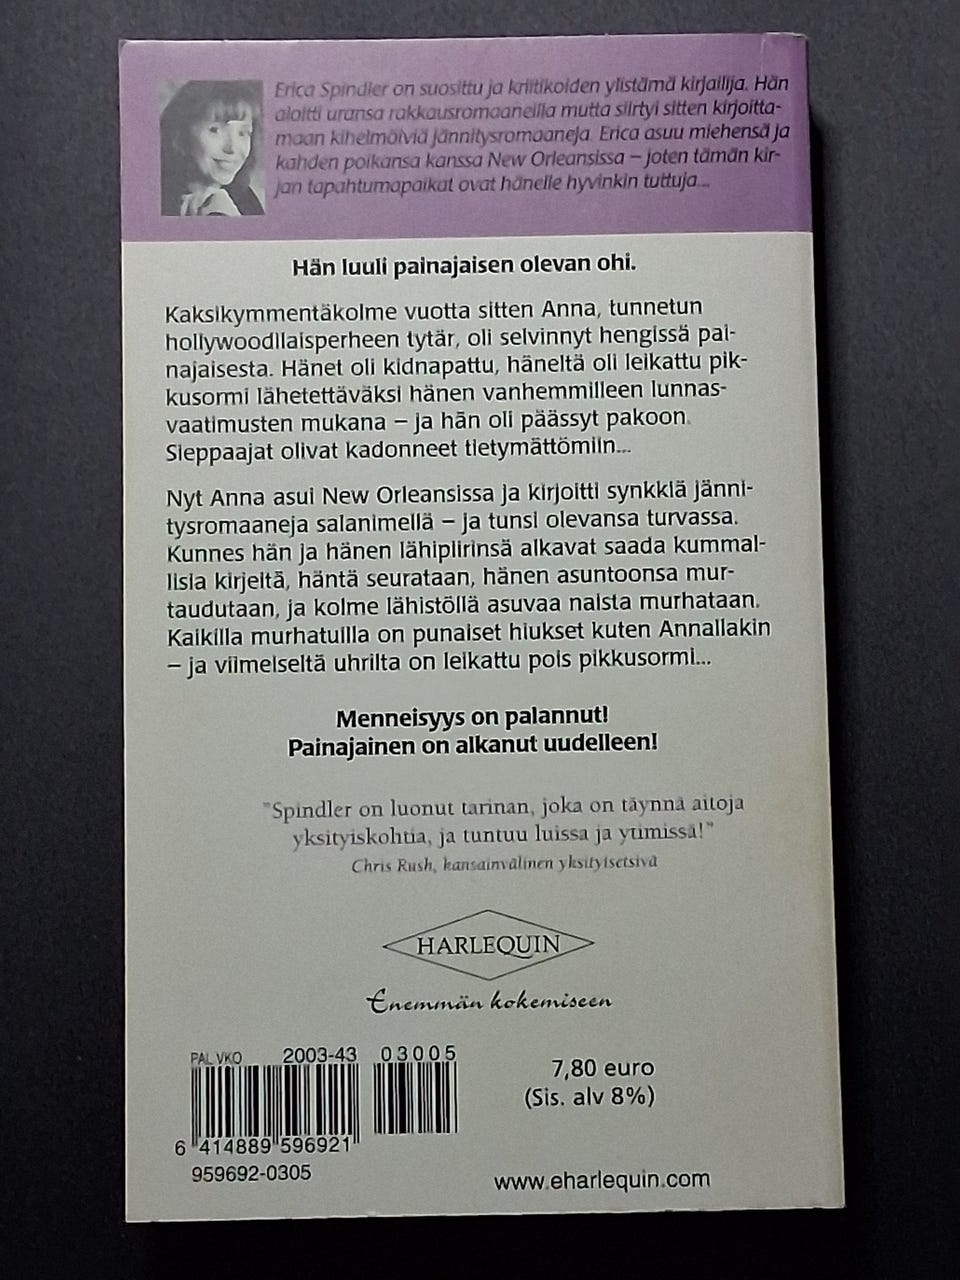 Erica Spindler on suosittu ja kriitikoiden ylistämä kirjailija. Hän
aloitti uransa rakkausromaaneilla mutta siirtyi sitten kirjoitta-
maan kihelmöiviä jännitysromaaneja. Erica asuu miehensä ja
kahden poikansa kanssa New Orleansissa – joten tämän kir-
jan tapahtumapaikat ovat hänelle hyvinkin tuttuja...
Hän luuli painajaisen olevan ohi.
Kaksikymmentäkolme vuotta sitten Anna, tunnetun
hollywoodilaisperheen tytär, oli selvinnyt hengissä pai-
najaisesta. Hänet oli kidnapattu, häneltä oli leikattu pik-
kusormi lähetettäväksi hänen vanhemmilleen lunnas-
vaatimusten mukana – ja hän oli päässyt pakoon.
Sieppaajat olivat kadonneet tietymättömiin...
Nyt Anna asui New Orleansissa ja kirjoitti synkkiä jänni-
tysromaaneja salanimellä – ja tunsi olevansa turvassa.
Kunnes hän ja hänen lähipiirinsä alkavat saada kummal-
lisia kirjeitä, häntä seurataan, hänen asuntoonsa mur-
taudutaan, ja kolme lähistöllä asuvaa naista murhataan.
Kaikilla murhatuilla on punaiset hiukset kuten Annallakin
– ja viimeiseltä uhrilta on leikattu pois pikkusormi...
Menneisyys on palannut!
Painajainen on alkanut uudelleen!
"Spindler on luonut tarinan, joka on täynnä aitoja
yksityiskohtia, ja tuntuu luissa ja ytimissä!"
Chris Rush, kansainvälinen yksityisetsivä
HARLEQUIN
Enemmän kokemiseen
PAL VKO 2003-43 03005
6 414889 596921
959692-0305
7,80 euro
(Sis. alv 8%)
www.eharlequin.com